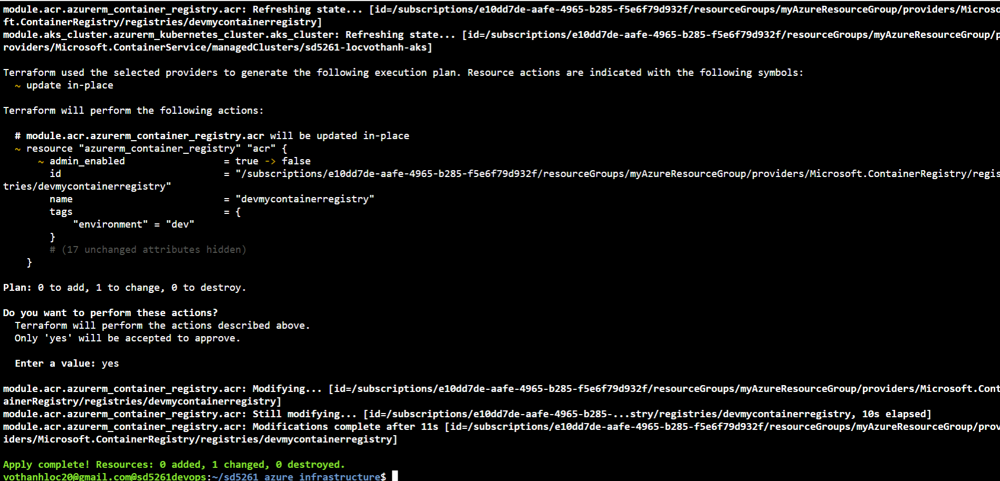 module.acr.azurerm_container_registry.acr: Refreshing state... [id=/subscriptions/e10dd7de-aafe-4965-b285-f5e6f79d932f/resourceGroups/myAzureResourceGroup/providers/Microso
ft.ContainerRegistry/registries/devmycontainerregistry]
module.aks_cluster.azurerm_kubernetes_cluster.aks_cluster: Refreshing state... [id=/subscriptions/e10dd7de-aafe-4965-b285-f5e6f79d932f/resourceGroups/myAzureResourceGroup/p
roviders/Microsoft.ContainerService/managedClusters/sd5261-locvothanh-aks]
Terraform used the selected providers to generate the following execution plan. Resource actions are indicated with the following symbols:
  ~ update in-place
Terraform will perform the following actions:
  # module.acr.azurerm_container_registry.acr will be updated in-place
  ~ resource "azurerm_container_registry" "acr" {
      ~ admin_enabled                 = true -> false
        id                            = "/subscriptions/e10dd7de-aafe-4965-b285-f5e6f79d932f/resourceGroups/myAzureResourceGroup/providers/Microsoft.ContainerRegistry/regis
tries/devmycontainerregistry"
        name                          = "devmycontainerregistry"
        tags                          = {
            "environment" = "dev"
        }
        # (17 unchanged attributes hidden)
    }
Plan: 0 to add, 1 to change, 0 to destroy.
Do you want to perform these actions?
  Terraform will perform the actions described above.
  Only 'yes' will be accepted to approve.
  Enter a value: yes
module.acr.azurerm_container_registry.acr: Modifying... [id=/subscriptions/e10dd7de-aafe-4965-b285-f5e6f79d932f/resourceGroups/myAzureResourceGroup/providers/Microsoft.Cont
ainerRegistry/registries/devmycontainerregistry]
module.acr.azurerm_container_registry.acr: Still modifying... [id=/subscriptions/e10dd7de-aafe-4965-b285-...stry/registries/devmycontainerregistry, 10s elapsed]
module.acr.azurerm_container_registry.acr: Modifications complete after 11s [id=/subscriptions/e10dd7de-aafe-4965-b285-f5e6f79d932f/resourceGroups/myAzureResourceGroup/prov
iders/Microsoft.ContainerRegistry/registries/devmycontainerregistry]
Apply complete! Resources: 0 added, 1 changed, 0 destroyed.
vothanhloc20@gmail.com@sd5261devops:~/sd5261_azure_infrastructure$